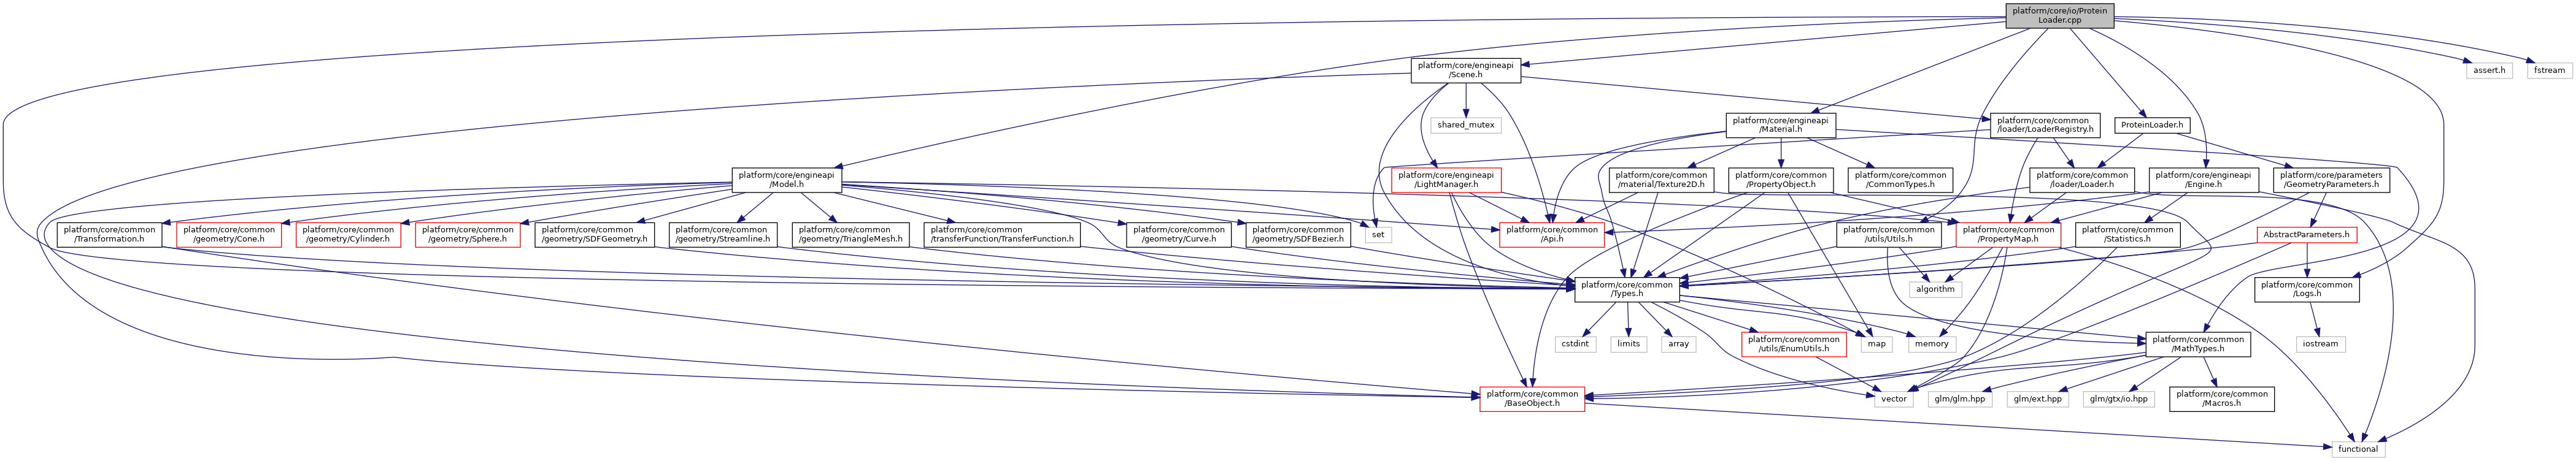 platform/core/io/Protein
Loader.cpp
platform/core/engineapi
/Scene.h
assert.h
fstream
shared_mutex
platform/core/engineapi
/Material.h
platform/core/common
/loader/LoaderRegistry.h
ProteinLoader.h
platform/core/engineapi
/Model.h
platform/core/engineapi
/LightManager.h
platform/core/common
/material/Texture2D.h
platform/core/common
/PropertyObject.h
platform/core/common
/CommonTypes.h
platform/core/common
/loader/Loader.h
platform/core/engineapi
/Engine.h
platform/core/parameters
/GeometryParameters.h
platform/core/common
/Transformation.h
platform/core/common
/geometry/Cone.h
platform/core/common
/geometry/Cylinder.h
platform/core/common
/geometry/Sphere.h
platform/core/common
/geometry/SDFGeometry.h
platform/core/common
/geometry/Streamline.h
platform/core/common
/geometry/TriangleMesh.h
platform/core/common
/transferFunction/TransferFunction.h
platform/core/common
/geometry/Curve.h
platform/core/common
/geometry/SDFBezier.h
set
platform/core/common
/Api.h
platform/core/common
/utils/Utils.h
platform/core/common
/PropertyMap.h
platform/core/common
/Statistics.h
AbstractParameters.h
platform/core/common
/Types.h
algorithm
platform/core/common
/Logs.h
cstdint
limits
array
platform/core/common
/utils/EnumUtils.h
map
memory
platform/core/common
/MathTypes.h
iostream
platform/core/common
/BaseObject.h
vector
glm/glm.hpp
glm/ext.hpp
glm/gtx/io.hpp
platform/core/common
/Macros.h
functional